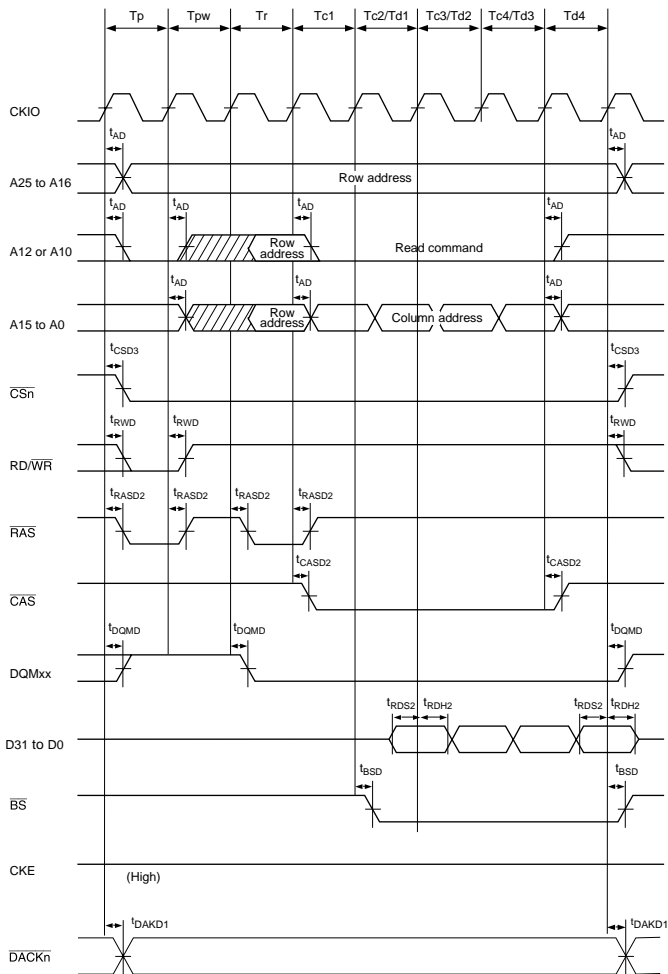 Tp Tpw Tr Tc1 Tc2/Td1 Tc3/Td2 Tc4/Td3 Td4
CKIO
tAD tAD
A25 to A16 Row address
tAD tAD tAD tAD
A12 or A10 Row address Read command
tAD tAD tAD
A15 to A0 Row address Column address
tCSD3 tCSD3
CSn
tRWD tRWD tRWD
RD/WR
tRASD2 tRASD2 tRASD2 tRASD2
RAS
tCASD2 tCASD2
CAS
tDQMD tDQMD tDQMD
DQMxx
tRDS2 tRDH2 tRDS2 tRDH2
D31 to D0
tBSD tBSD
BS
CKE
(High)
tDAKD1 tDAKD1
DACKn